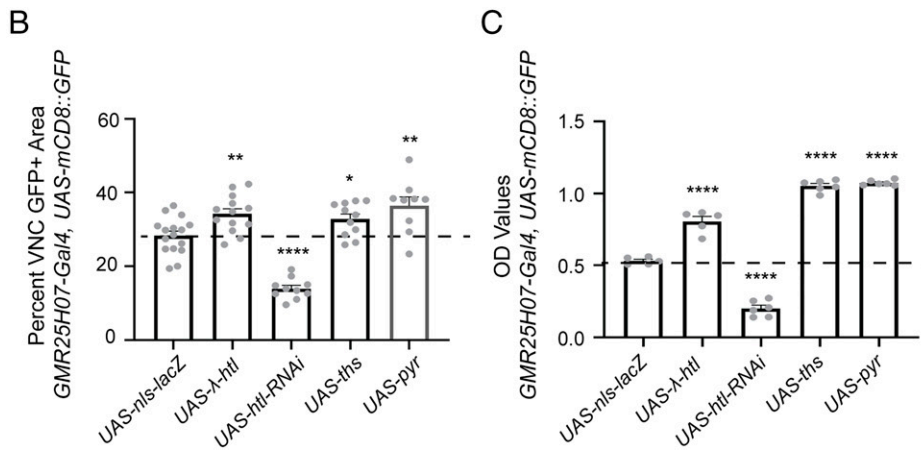 B
Percent VNC GFP+ Area
GMR25H07-Gal4, UAS-mCD8::GFP
60
40
20
0
**
****
*
**
UAS-nls-lacZ
UAS-λ-htl
UAS-htl-RNAi
UAS-ths
UAS-pyr
C
OD Values
GMR25H07-Gal4, UAS-mCD8::GFP
1.5
1.0
0.5
0.0
****
****
****
****
UAS-nls-lacZ
UAS-λ-htl
UAS-htl-RNAi
UAS-ths
UAS-pyr